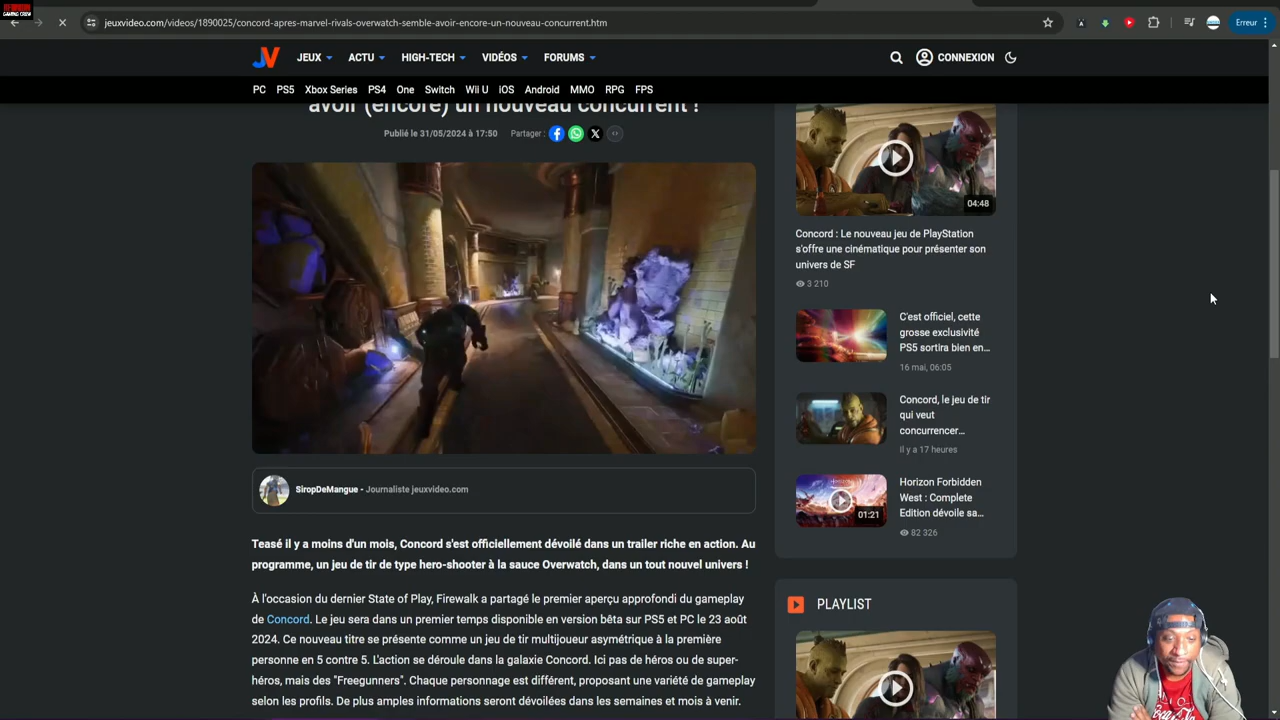 jeuxvideo.com/videos/1890025/concord-apres-marvel-rivals-overwatch-semble-avoir-encore-un-nouveau-concurrent.htm
Erreur
JV
JEUX
ACTU
HIGH-TECH
VIDÉOS
FORUMS
CONNEXION
PC
PS5
Xbox Series
PS4
One
Switch
Wii U
iOS
Android
MMO
RPG
FPS
avoir (encore) un nouveau concurrent !
Publié le 31/05/2024 à 17:50
Partager :
SiropDeMangue - Journaliste jeuxvideo.com
Teasé il y a moins d'un mois, Concord s'est officiellement dévoilé dans un trailer riche en action. Au
programme, un jeu de tir de type hero-shooter à la sauce Overwatch, dans un tout nouvel univers !
À l'occasion du dernier State of Play, Firewalk a partagé le premier aperçu approfondi du gameplay
de Concord. Le jeu sera dans un premier temps disponible en version bêta sur PS5 et PC le 23 août
2024. Ce nouveau titre se présente comme un jeu de tir multijoueur asymétrique à la première
personne en 5 contre 5. L'action se déroule dans la galaxie Concord. Ici pas de héros ou de super-
héros, mais des "Freegunners". Chaque personnage est différent, proposant une variété de gameplay
selon les profils. De plus amples informations seront dévoilées dans les semaines et mois à venir.
04:48
Concord : Le nouveau jeu de PlayStation
s'offre une cinématique pour présenter son
univers de SF
3 210
C'est officiel, cette
grosse exclusivité
PS5 sortira bien en...
16 mai, 06:05
Concord, le jeu de tir
qui veut
concurrencer...
Il y a 17 heures
01:21
Horizon Forbidden
West : Complete
Edition dévoile sa...
82 326
PLAYLIST